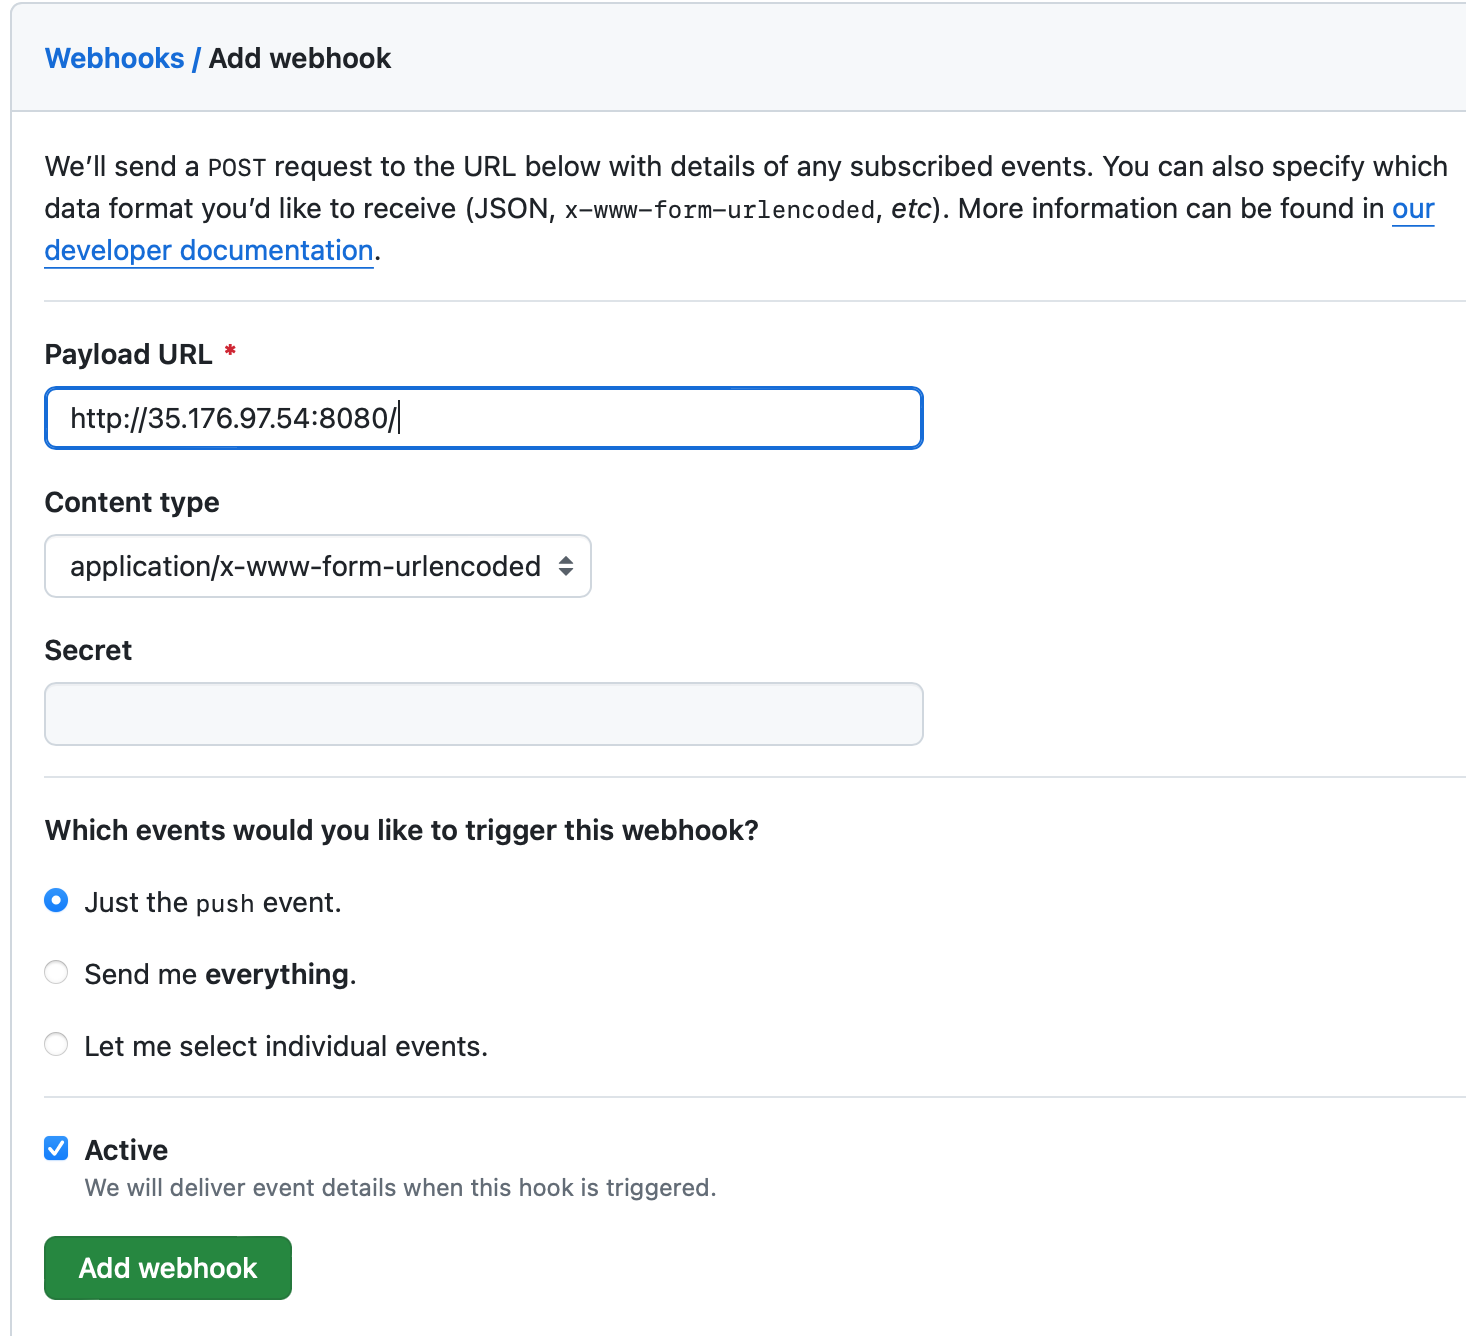 Webhooks / Add webhook
We’ll send a POST request to the URL below with details of any subscribed events. You can also specify which
data format you’d like to receive (JSON, x-www-form-urlencoded, etc). More information can be found in our
developer documentation.
Payload URL *
http://35.176.97.54:8080/
Content type
application/x-www-form-urlencoded
Secret
Which events would you like to trigger this webhook?
Just the push event.
Send me everything.
Let me select individual events.
Active
We will deliver event details when this hook is triggered.
Add webhook